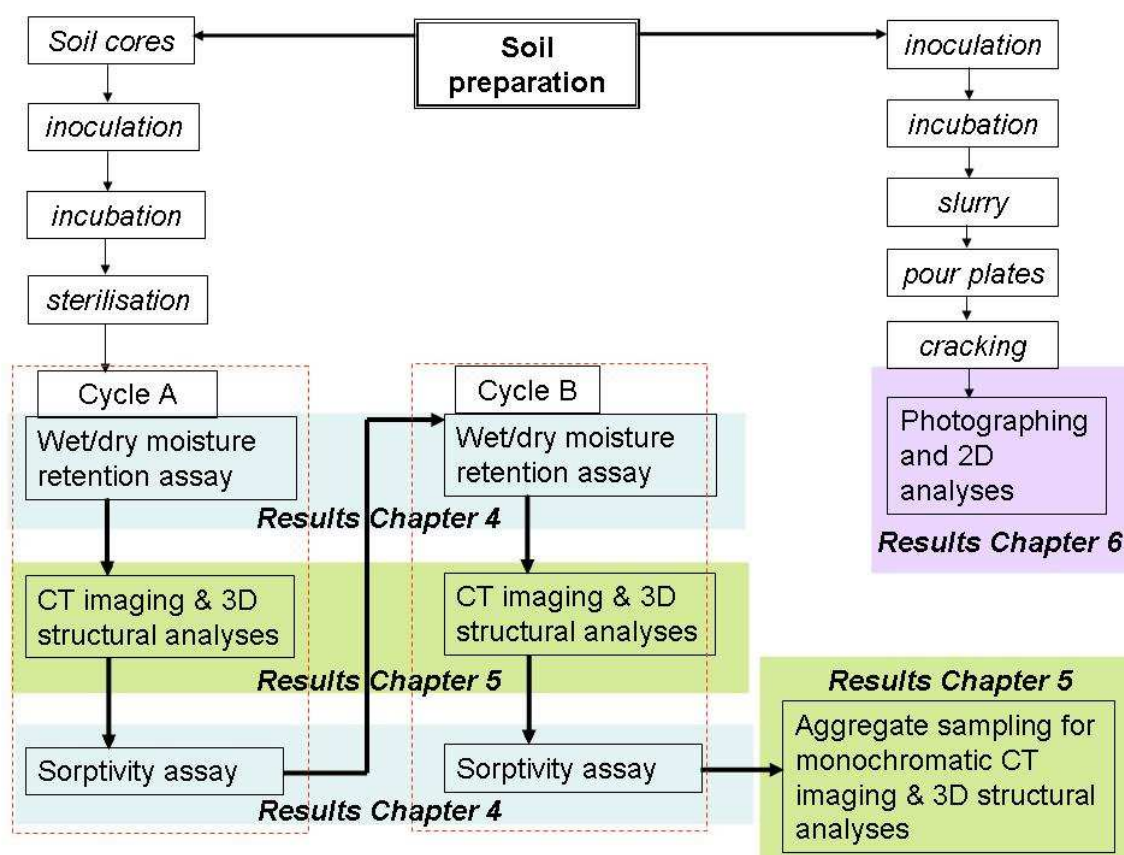 Soil cores
Soil
preparation
inoculation
inoculation
incubation
incubation
slurry
sterilisation
pour plates
cracking
Cycle A
Wet/dry moisture
retention assay
Results Chapter 4
Cycle B
Wet/dry moisture
retention assay
Photographing
and 2D
analyses
Results Chapter 6
CT imaging & 3D
structural analyses
CT imaging & 3D
structural analyses
Results Chapter 5
Sorptivity assay
Sorptivity assay
Results Chapter 4
Results Chapter 5
Aggregate sampling for
monochromatic CT
imaging & 3D structural
analyses